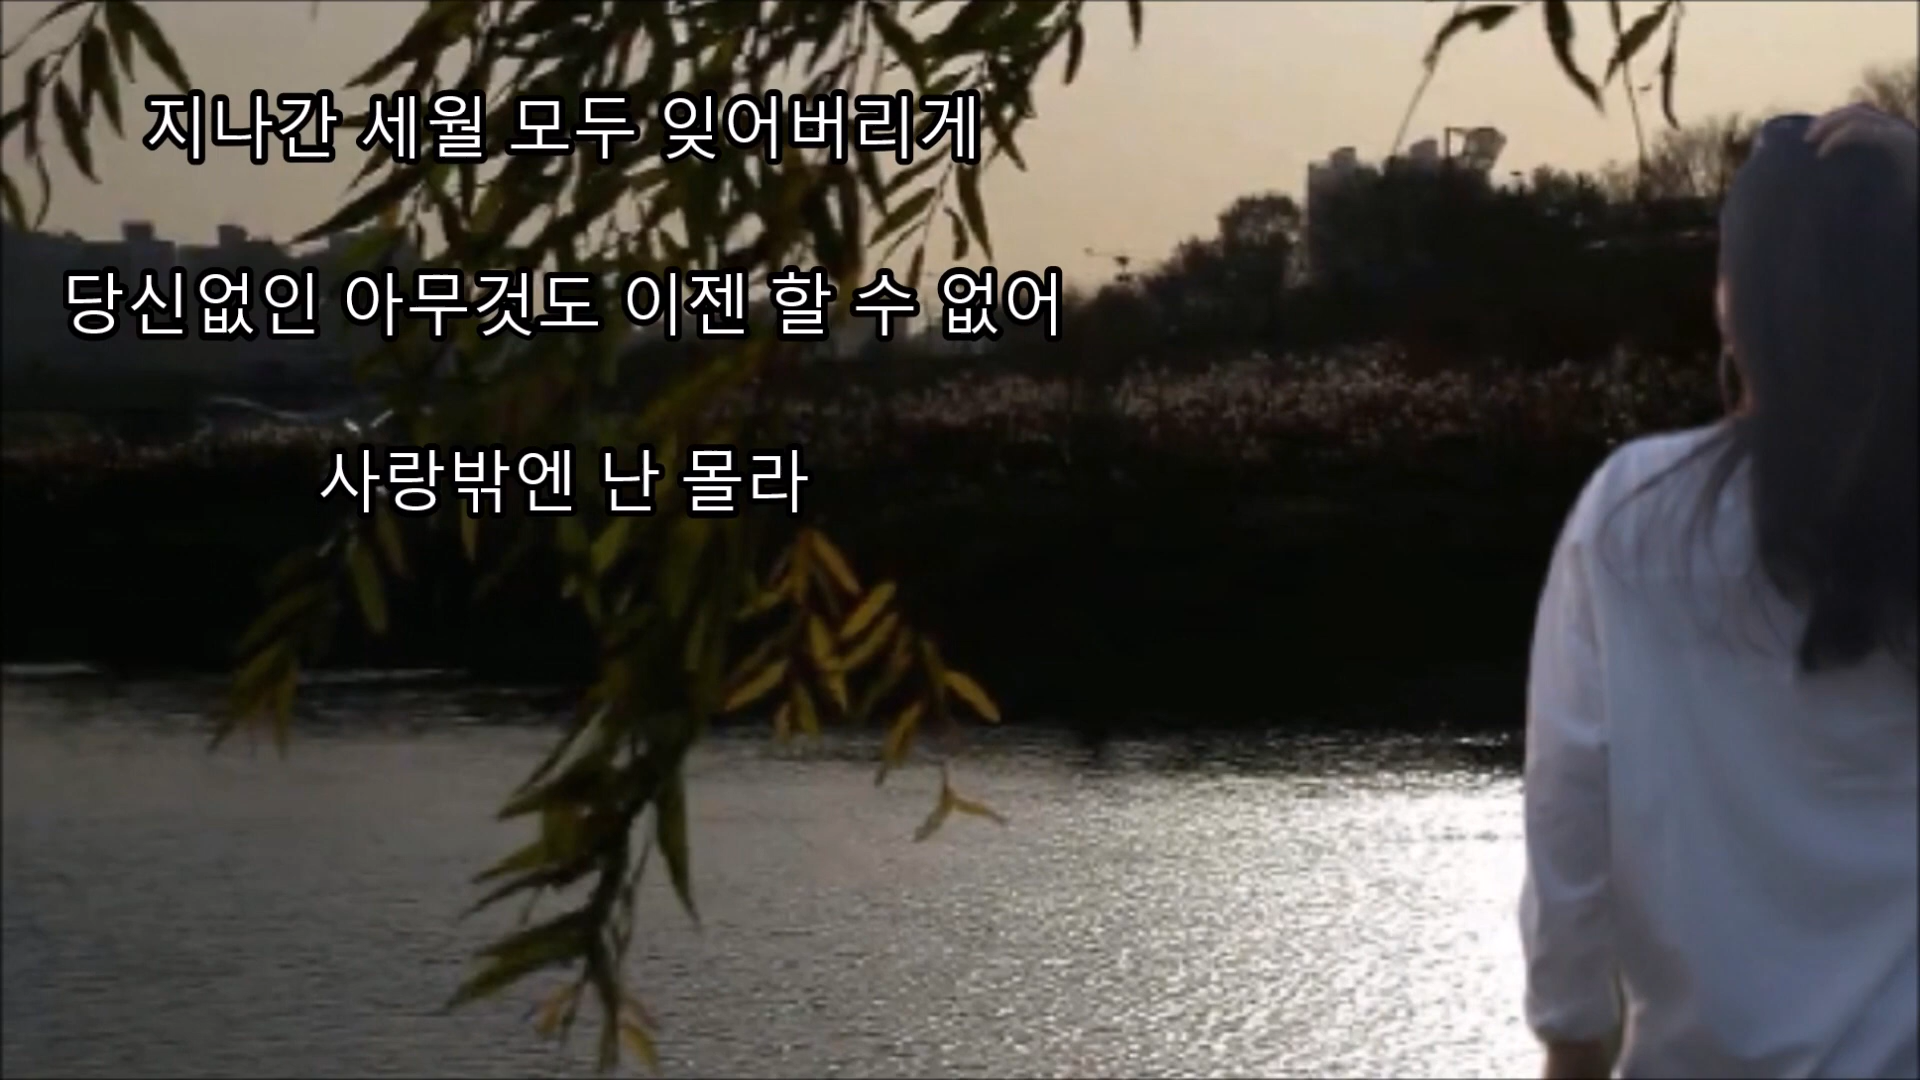 지나간 세월 모두 잊어버리게
당신없인 아무것도 이젠 할 수 없어
사랑밖엔 난 몰라